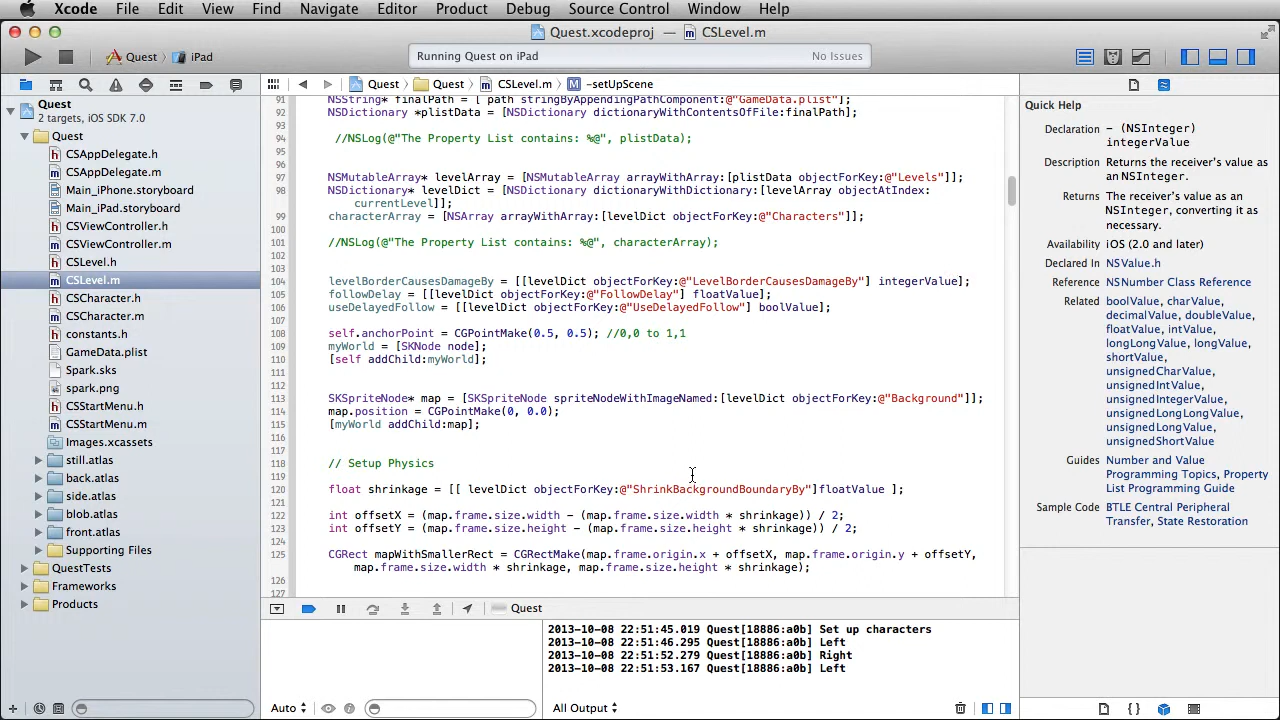 Xcode File Edit View Find Navigate Editor Product Debug Source Control Window Help
Quest.xcodeproj — CSLevel.m
Quest iPad
Running Quest on iPad No Issues
Quest Quest CSLevel.m -setUpScene
Quest
2 targets, iOS SDK 7.0
Quest
CSAppDelegate.h
CSAppDelegate.m
Main_iPhone.storyboard
Main_iPad.storyboard
CSViewController.h
CSViewController.m
CSLevel.h
CSLevel.m
CSCharacter.h
CSCharacter.m
constants.h
GameData.plist
Spark.sks
spark.png
CSStartMenu.h
CSStartMenu.m
Images.xcassets
still.atlas
back.atlas
side.atlas
blob.atlas
front.atlas
Supporting Files
QuestTests
Frameworks
Products
91 NSString* finalPath = [ path stringByAppendingPathComponent:@"GameData.plist"];
92 NSDictionary *plistData = [NSDictionary dictionaryWithContentsOfFile:finalPath];
93
94 //NSLog(@"The Property List contains: %@", plistData);
95
96
97 NSMutableArray* levelArray = [NSMutableArray arrayWithArray:[plistData objectForKey:@"Levels"]];
98 NSDictionary* levelDict = [NSDictionary dictionaryWithDictionary:[levelArray objectAtIndex:
currentLevel]];
99 characterArray = [NSArray arrayWithArray:[levelDict objectForKey:@"Characters"]];
100
101 //NSLog(@"The Property List contains: %@", characterArray);
102
103
104 levelBorderCausesDamageBy = [[levelDict objectForKey:@"LevelBorderCausesDamageBy"] integerValue];
105 followDelay = [[levelDict objectForKey:@"FollowDelay"] floatValue];
106 useDelayedFollow = [[levelDict objectForKey:@"UseDelayedFollow"] boolValue];
107
108 self.anchorPoint = CGPointMake(0.5, 0.5); //0,0 to 1,1
109 myWorld = [SKNode node];
110 [self addChild:myWorld];
111
112
113 SKSpriteNode* map = [SKSpriteNode spriteNodeWithImageNamed:[levelDict objectForKey:@"Background"]];
114 map.position = CGPointMake(0, 0.0);
115 [myWorld addChild:map];
116
117
118 // Setup Physics
119
120 float shrinkage = [[ levelDict objectForKey:@"ShrinkBackgroundBoundaryBy"]floatValue ];
121
122 int offsetX = (map.frame.size.width - (map.frame.size.width * shrinkage)) / 2;
123 int offsetY = (map.frame.size.height - (map.frame.size.height * shrinkage)) / 2;
124
125 CGRect mapWithSmallerRect = CGRectMake(map.frame.origin.x + offsetX, map.frame.origin.y + offsetY,
map.frame.size.width * shrinkage, map.frame.size.height * shrinkage);
126
127
Quest
2013-10-08 22:51:45.019 Quest[18886:a0b] Set up characters
2013-10-08 22:51:46.295 Quest[18886:a0b] Left
2013-10-08 22:51:52.279 Quest[18886:a0b] Right
2013-10-08 22:51:53.167 Quest[18886:a0b] Left
Auto
All Output
Quick Help
Declaration - (NSInteger)
integerValue
Description Returns the receiver's value as
an NSInteger.
Returns The receiver's value as an
NSInteger, converting it as
necessary.
Availability iOS (2.0 and later)
Declared In NSValue.h
Reference NSNumber Class Reference
Related boolValue, charValue,
decimalValue, doubleValue,
floatValue, intValue,
longLongValue, longValue,
shortValue,
unsignedCharValue,
unsignedIntValue,
unsignedIntegerValue,
unsignedLongLongValue,
unsignedLongValue,
unsignedShortValue
Guides Number and Value
Programming Topics, Property
List Programming Guide
Sample Code BTLE Central Peripheral
Transfer, State Restoration